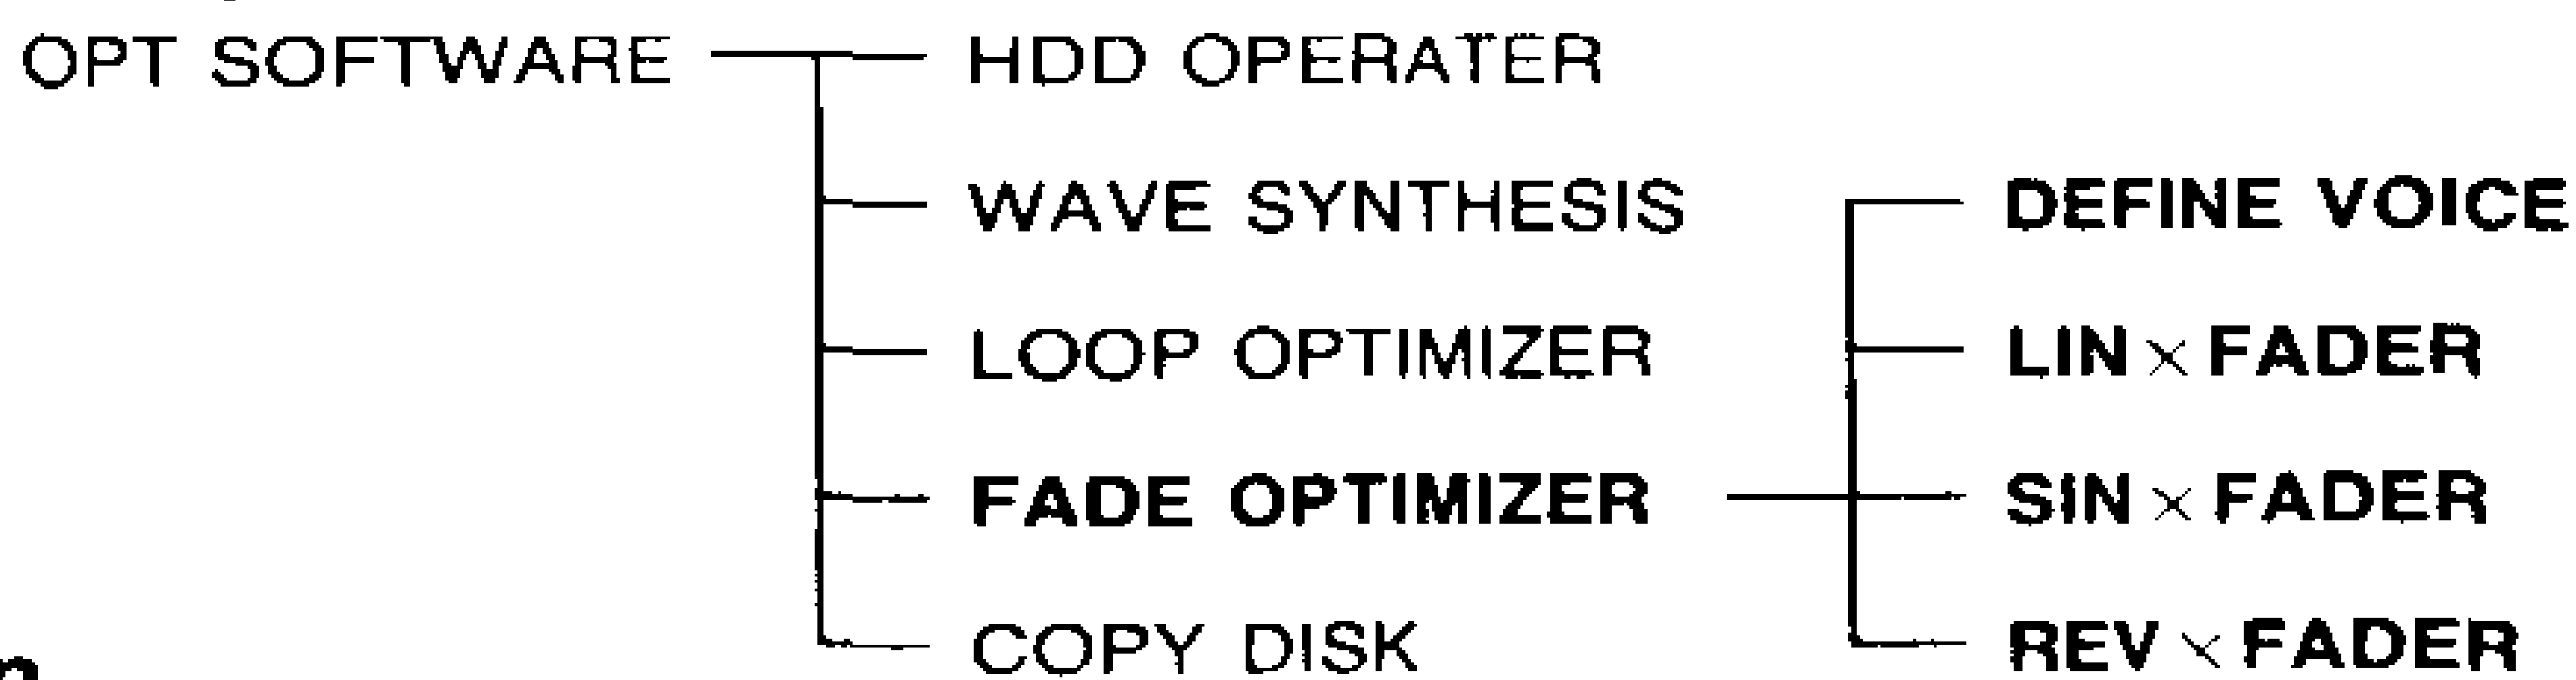 OPT SOFTWARE HDD OPERATER
WAVE SYNTHESIS DEFINE VOICE
LOOP OPTIMIZER LIN × FADER
FADE OPTIMIZER SIN × FADER
COPY DISK REV × FADER